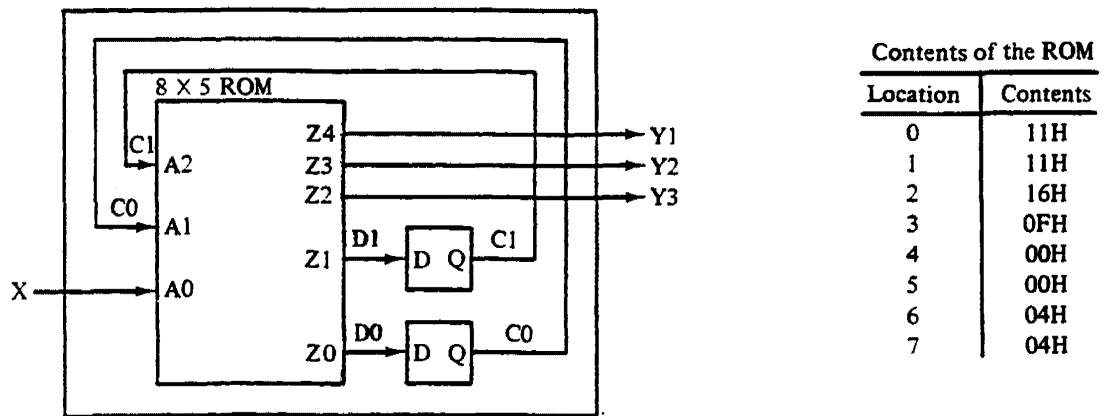 8 X 5 ROM
C1
A2
C0
A1
X
A0
Z4
Y1
Z3
Y2
Z2
Y3
Z1
D1
D Q
C1
Z0
D0
D Q
C0
Contents of the ROM
Location Contents
0 11H
1 11H
2 16H
3 0FH
4 00H
5 00H
6 04H
7 04H